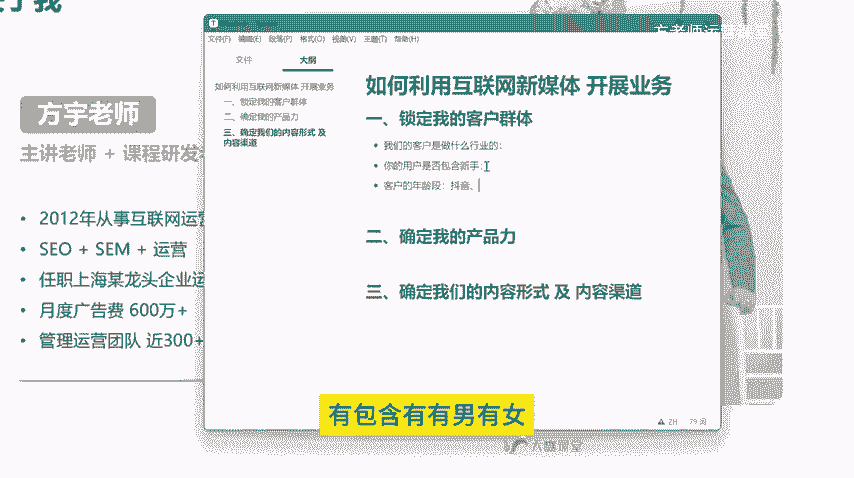 了我
方宇老师
主讲老师 + 课程研发
• 2012年从事互联网运营
• SEO + SEM + 运营
• 任职上海某龙头企业运
• 月度广告费 600万+
• 管理运营团队 近300+
方老师运营课堂
T
文件(F) 编辑(E) 段落(P) 格式(O) 视图(V) 主题(T) 帮助(H)
文件 大纲
如何利用互联网新媒体 开展业务
一、锁定我的客户群体
二、确定我的产品力
三、确定我们的内容形式 及
内容渠道
如何利用互联网新媒体 开展业务
一、锁定我的客户群体
• 我们的客户是做什么行业的：
• 你的用户是否包含新手：
• 客户的年龄段：抖音、
二、确定我的产品力
三、确定我们的内容形式 及 内容渠道
ZH 79 词
有包含有有男有女